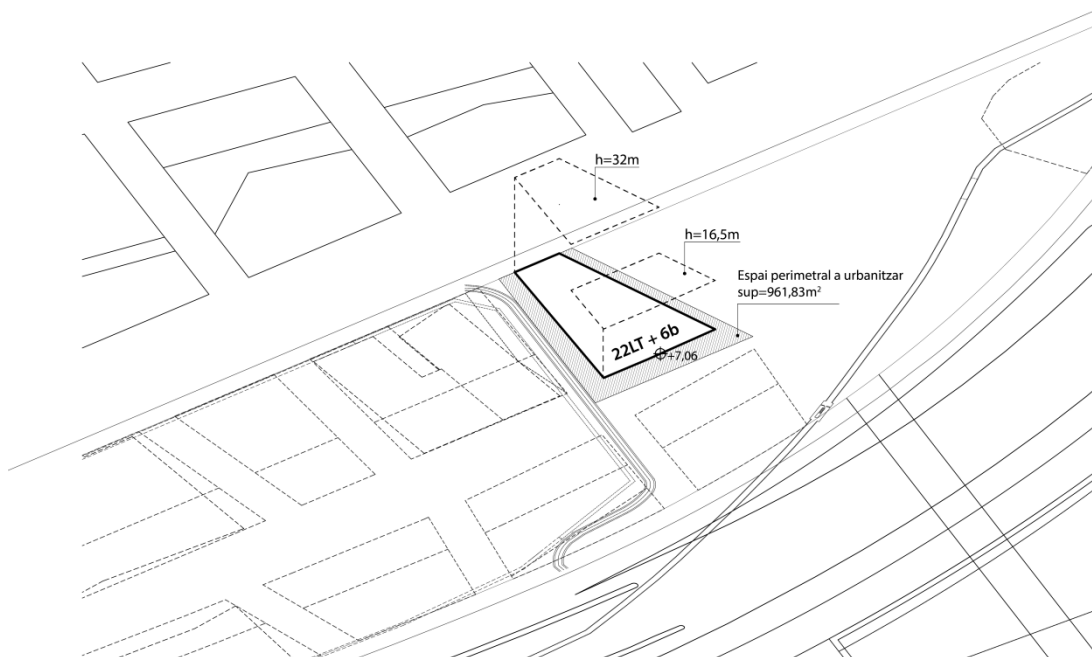 h=32m
h=16,5m
Espai perimetral a urbanitzar
sup=961,83m²
22LT + 6b
+7,06